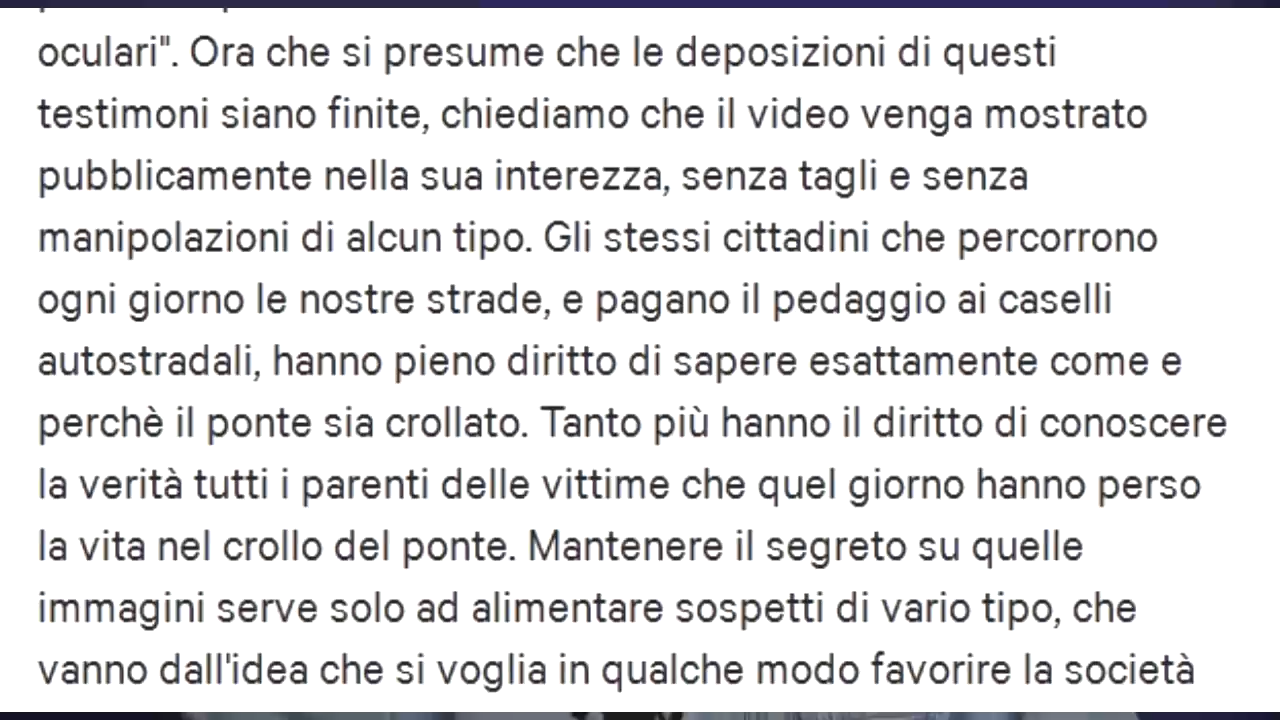 oculari". Ora che si presume che le deposizioni di questi
testimoni siano finite, chiediamo che il video venga mostrato
pubblicamente nella sua interezza, senza tagli e senza
manipolazioni di alcun tipo. Gli stessi cittadini che percorrono
ogni giorno le nostre strade, e pagano il pedaggio ai caselli
autostradali, hanno pieno diritto di sapere esattamente come e
perchè il ponte sia crollato. Tanto più hanno il diritto di conoscere
la verità tutti i parenti delle vittime che quel giorno hanno perso
la vita nel crollo del ponte. Mantenere il segreto su quelle
immagini serve solo ad alimentare sospetti di vario tipo, che
vanno dall'idea che si voglia in qualche modo favorire la società